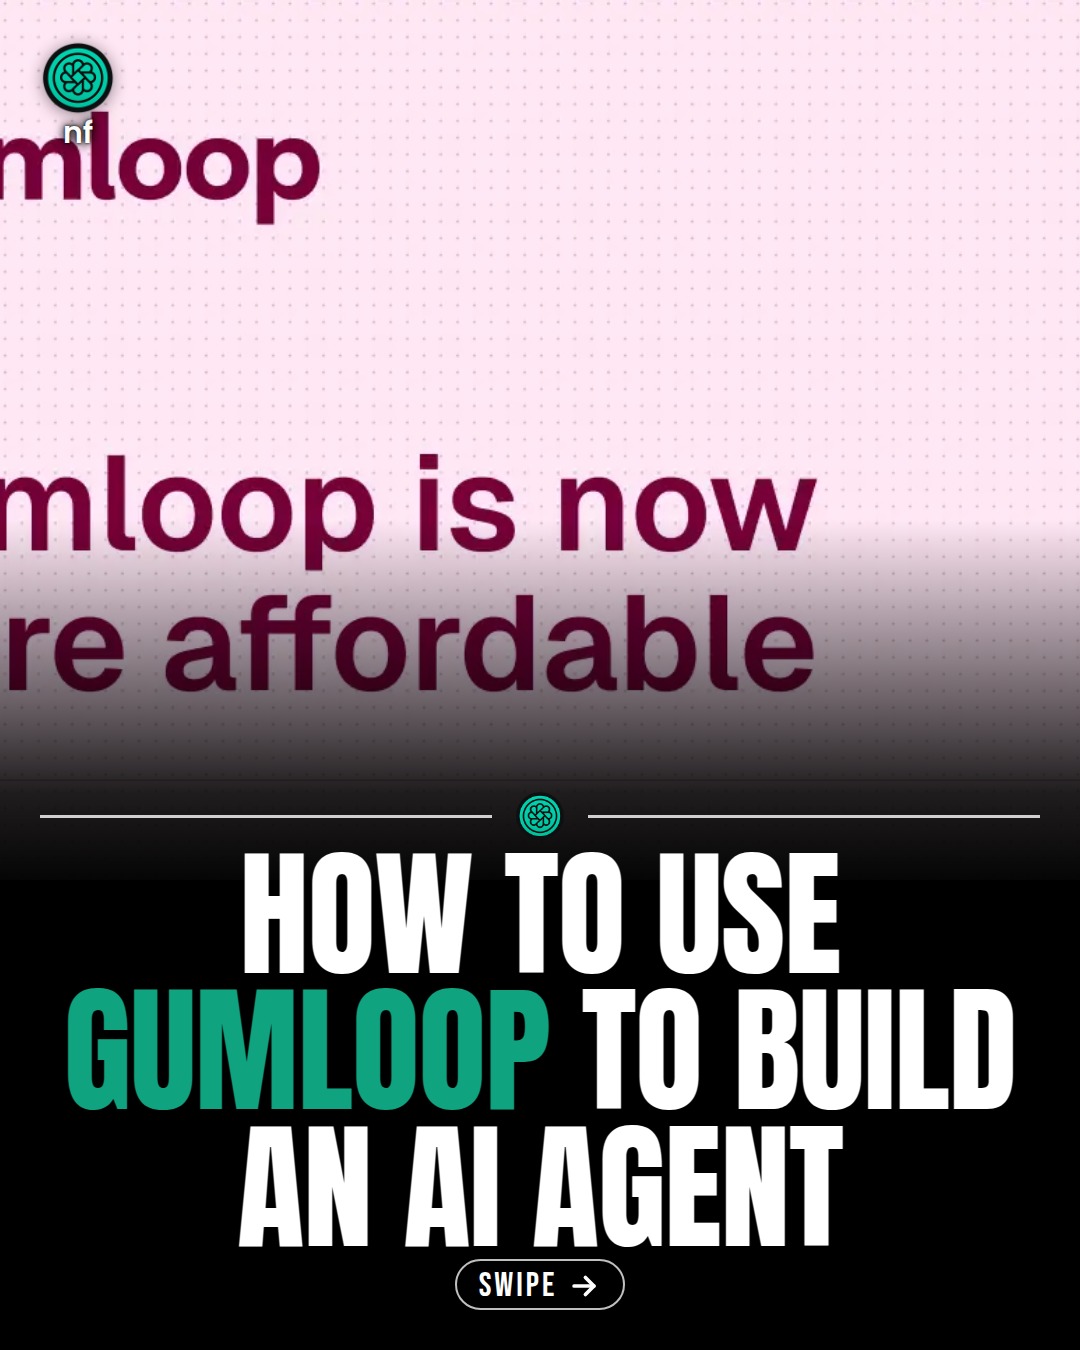 nf
mloop
mloop is now
re affordable
HOW TO USE
GUMLOOP TO BUILD
AN AI AGENT
SWIPE →